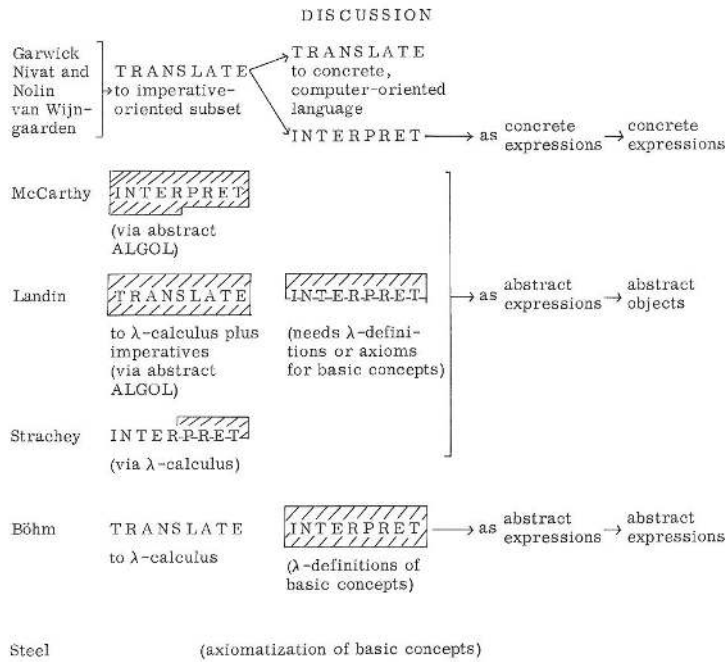 DISCUSSION
Garwick
Nivat and
Nolin
van Wijn-
gaarden
TRANSLATE
to imperative-
oriented subset
TRANSLATE
to concrete,
computer-oriented
language
INTERPRET
as
concrete
expressions
concrete
expressions
McCarthy
INTERPRET
(via abstract
ALGOL)
Landin
TRANSLATE
to λ-calculus plus
imperatives
(via abstract
ALGOL)
INTERPRET
(needs λ-defini-
tions or axioms
for basic concepts)
as
abstract
expressions
abstract
objects
Strachey
INTERPRET
(via λ-calculus)
Böhm
TRANSLATE
to λ-calculus
INTERPRET
(λ-definitions of
basic concepts)
as
abstract
expressions
abstract
expressions
Steel
(axiomatization of basic concepts)